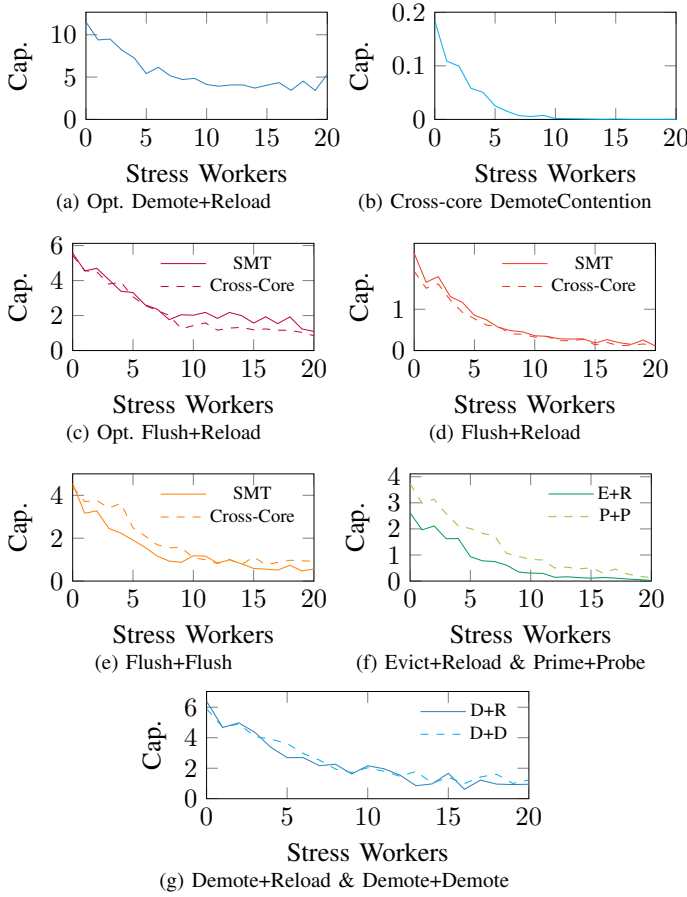 10
5
0
0 5 10 15 20
Cap.
Stress Workers
(a) Opt. Demote+Reload
0.2
0.1
0
0 5 10 15 20
Cap.
Stress Workers
(b) Cross-core DemoteContention
6
4
2
0
0 5 10 15 20
Cap.
SMT
Cross-Core
Stress Workers
(c) Opt. Flush+Reload
1
0
0 5 10 15 20
Cap.
SMT
Cross-Core
Stress Workers
(d) Flush+Reload
4
2
0
0 5 10 15 20
Cap.
SMT
Cross-Core
Stress Workers
(e) Flush+Flush
4
3
2
1
0
0 5 10 15 20
Cap.
E+R
P+P
Stress Workers
(f) Evict+Reload & Prime+Probe
6
4
2
0
0 5 10 15 20
Cap.
D+R
D+D
Stress Workers
(g) Demote+Reload & Demote+Demote